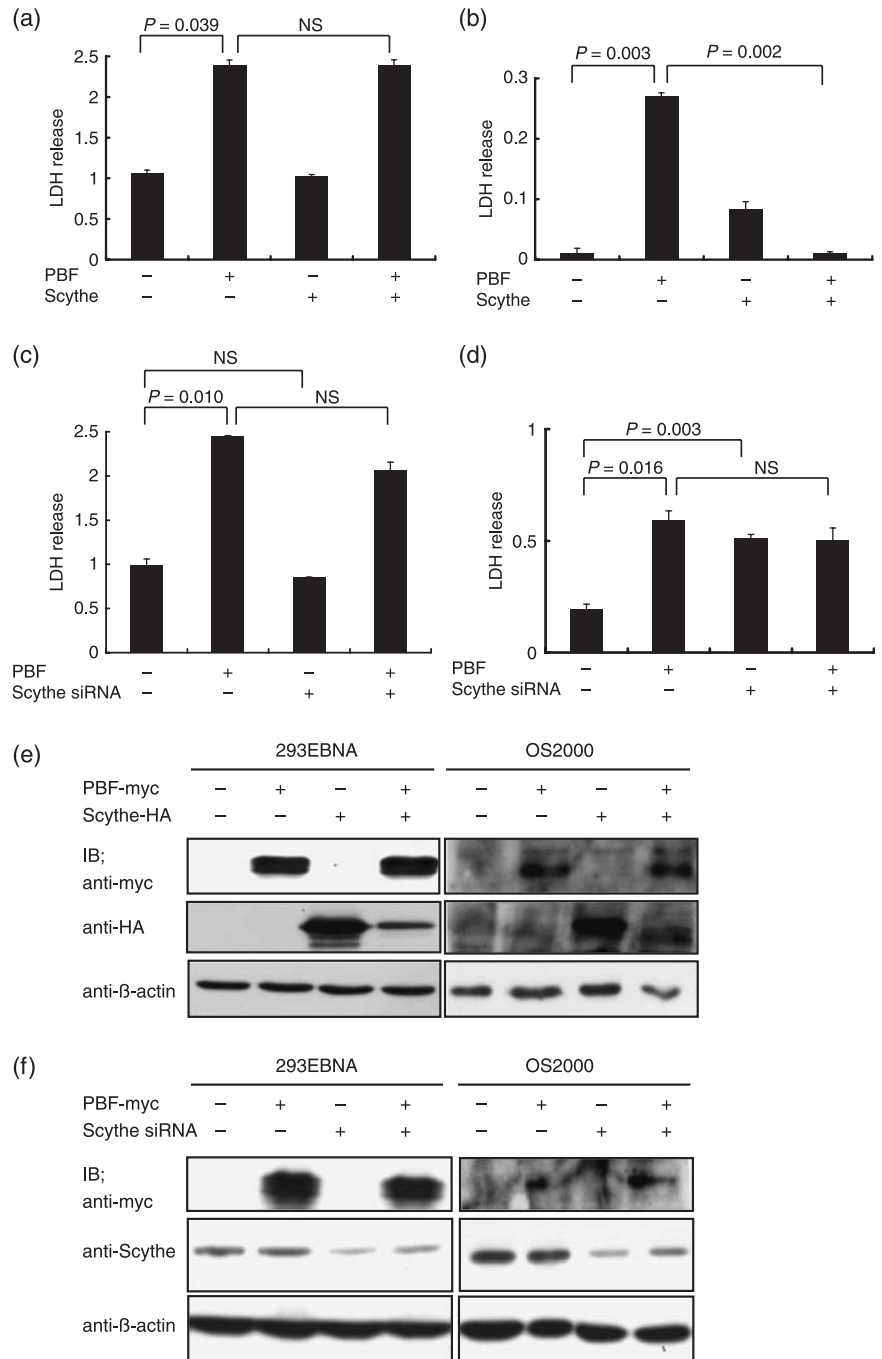 (a)
P = 0.039
NS
2.5
2
1.5
1
0.5
0
LDH release
PBF – + – +
Scythe – – + +
(b)
P = 0.003
P = 0.002
0.3
0.2
0.1
0
LDH release
PBF – + – +
Scythe – – + +
(c)
NS
P = 0.010
NS
2.5
2
1.5
1
0.5
0
LDH release
PBF – + – +
Scythe siRNA – – + +
(d)
P = 0.003
P = 0.016
NS
1
0.5
0
LDH release
PBF – + – +
Scythe siRNA – – + +
(e)
293EBNA OS2000
PBF-myc – + – + – + – +
Scythe-HA – – + + – – + +
IB;
anti-myc
anti-HA
anti-ß-actin
(f)
293EBNA OS2000
PBF-myc – + – + – + – +
Scythe siRNA – – + + – – + +
IB;
anti-myc
anti-Scythe
anti-ß-actin